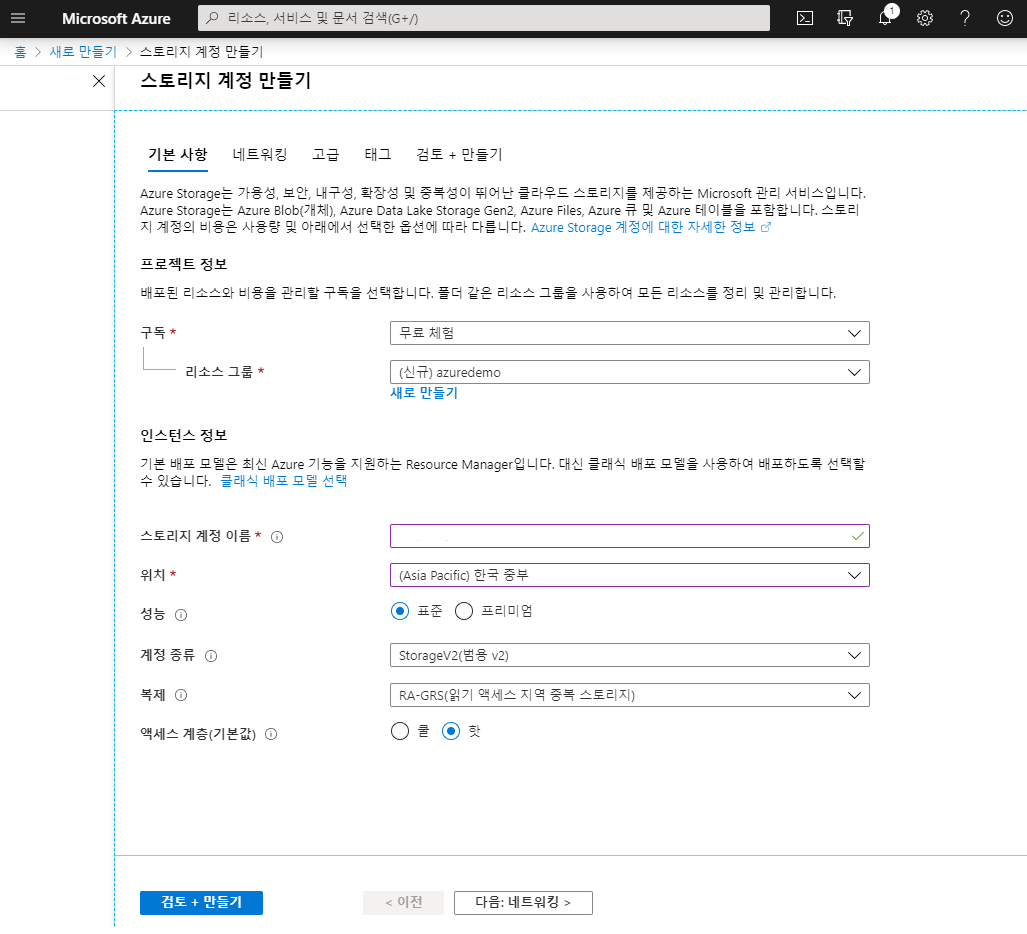 Microsoft Azure
리소스, 서비스 및 문서 검색(G+/)
1
홈 > 새로 만들기 > 스토리지 계정 만들기
스토리지 계정 만들기
기본 사항 네트워킹 고급 태그 검토 + 만들기
Azure Storage는 가용성, 보안, 내구성, 확장성 및 중복성이 뛰어난 클라우드 스토리지를 제공하는 Microsoft 관리 서비스입니다.
Azure Storage는 Azure Blob(개체), Azure Data Lake Storage Gen2, Azure Files, Azure 큐 및 Azure 테이블을 포함합니다. 스토리
지 계정의 비용은 사용량 및 아래에서 선택한 옵션에 따라 다릅니다. Azure Storage 계정에 대한 자세한 정보
프로젝트 정보
배포된 리소스와 비용을 관리할 구독을 선택합니다. 폴더 같은 리소스 그룹을 사용하여 모든 리소스를 정리 및 관리합니다.
구독 *
무료 체험
리소스 그룹 *
(신규) azuredemo
새로 만들기
인스턴스 정보
기본 배포 모델은 최신 Azure 기능을 지원하는 Resource Manager입니다. 대신 클래식 배포 모델을 사용하여 배포하도록 선택할
수 있습니다. 클래식 배포 모델 선택
스토리지 계정 이름 *
위치 *
(Asia Pacific) 한국 중부
성능
표준 프리미엄
계정 종류
StorageV2(범용 v2)
복제
RA-GRS(읽기 액세스 지역 중복 스토리지)
액세스 계층(기본값)
쿨 핫
검토 + 만들기
< 이전
다음: 네트워킹 >